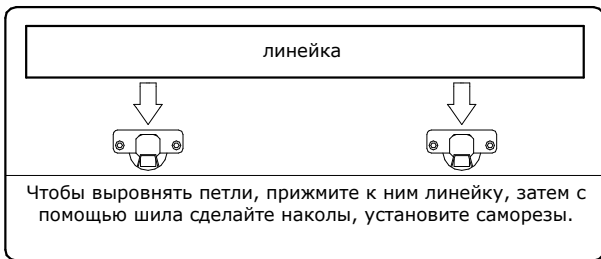 линейка
Чтобы выровнять петли, прижмите к ним линейку, затем с
помощью шила сделайте наколы, установите саморезы.